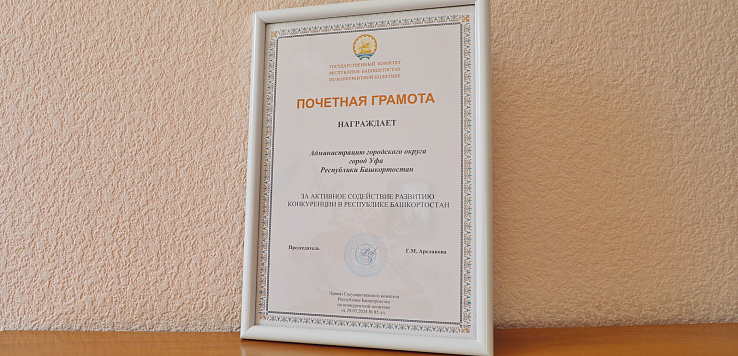 ГОСУДАРСТВЕННЫЙ КОМИТЕТ
РЕСПУБЛИКИ БАШКОРТОСТАН
ПО КОНКУРЕНТНОЙ ПОЛИТИКЕ
ПОЧЕТНАЯ ГРАМОТА
НАГРАЖДАЕТ
Администрацию городского округа
город Уфа
Республики Башкортостан
ЗА АКТИВНОЕ СОДЕЙСТВИЕ РАЗВИТИЮ
КОНКУРЕНЦИИ В РЕСПУБЛИКЕ БАШКОРТОСТАН
Председатель
Г.М. Арсланова
Приказ Государственного комитета
Республики Башкортостан
по конкурентной политике